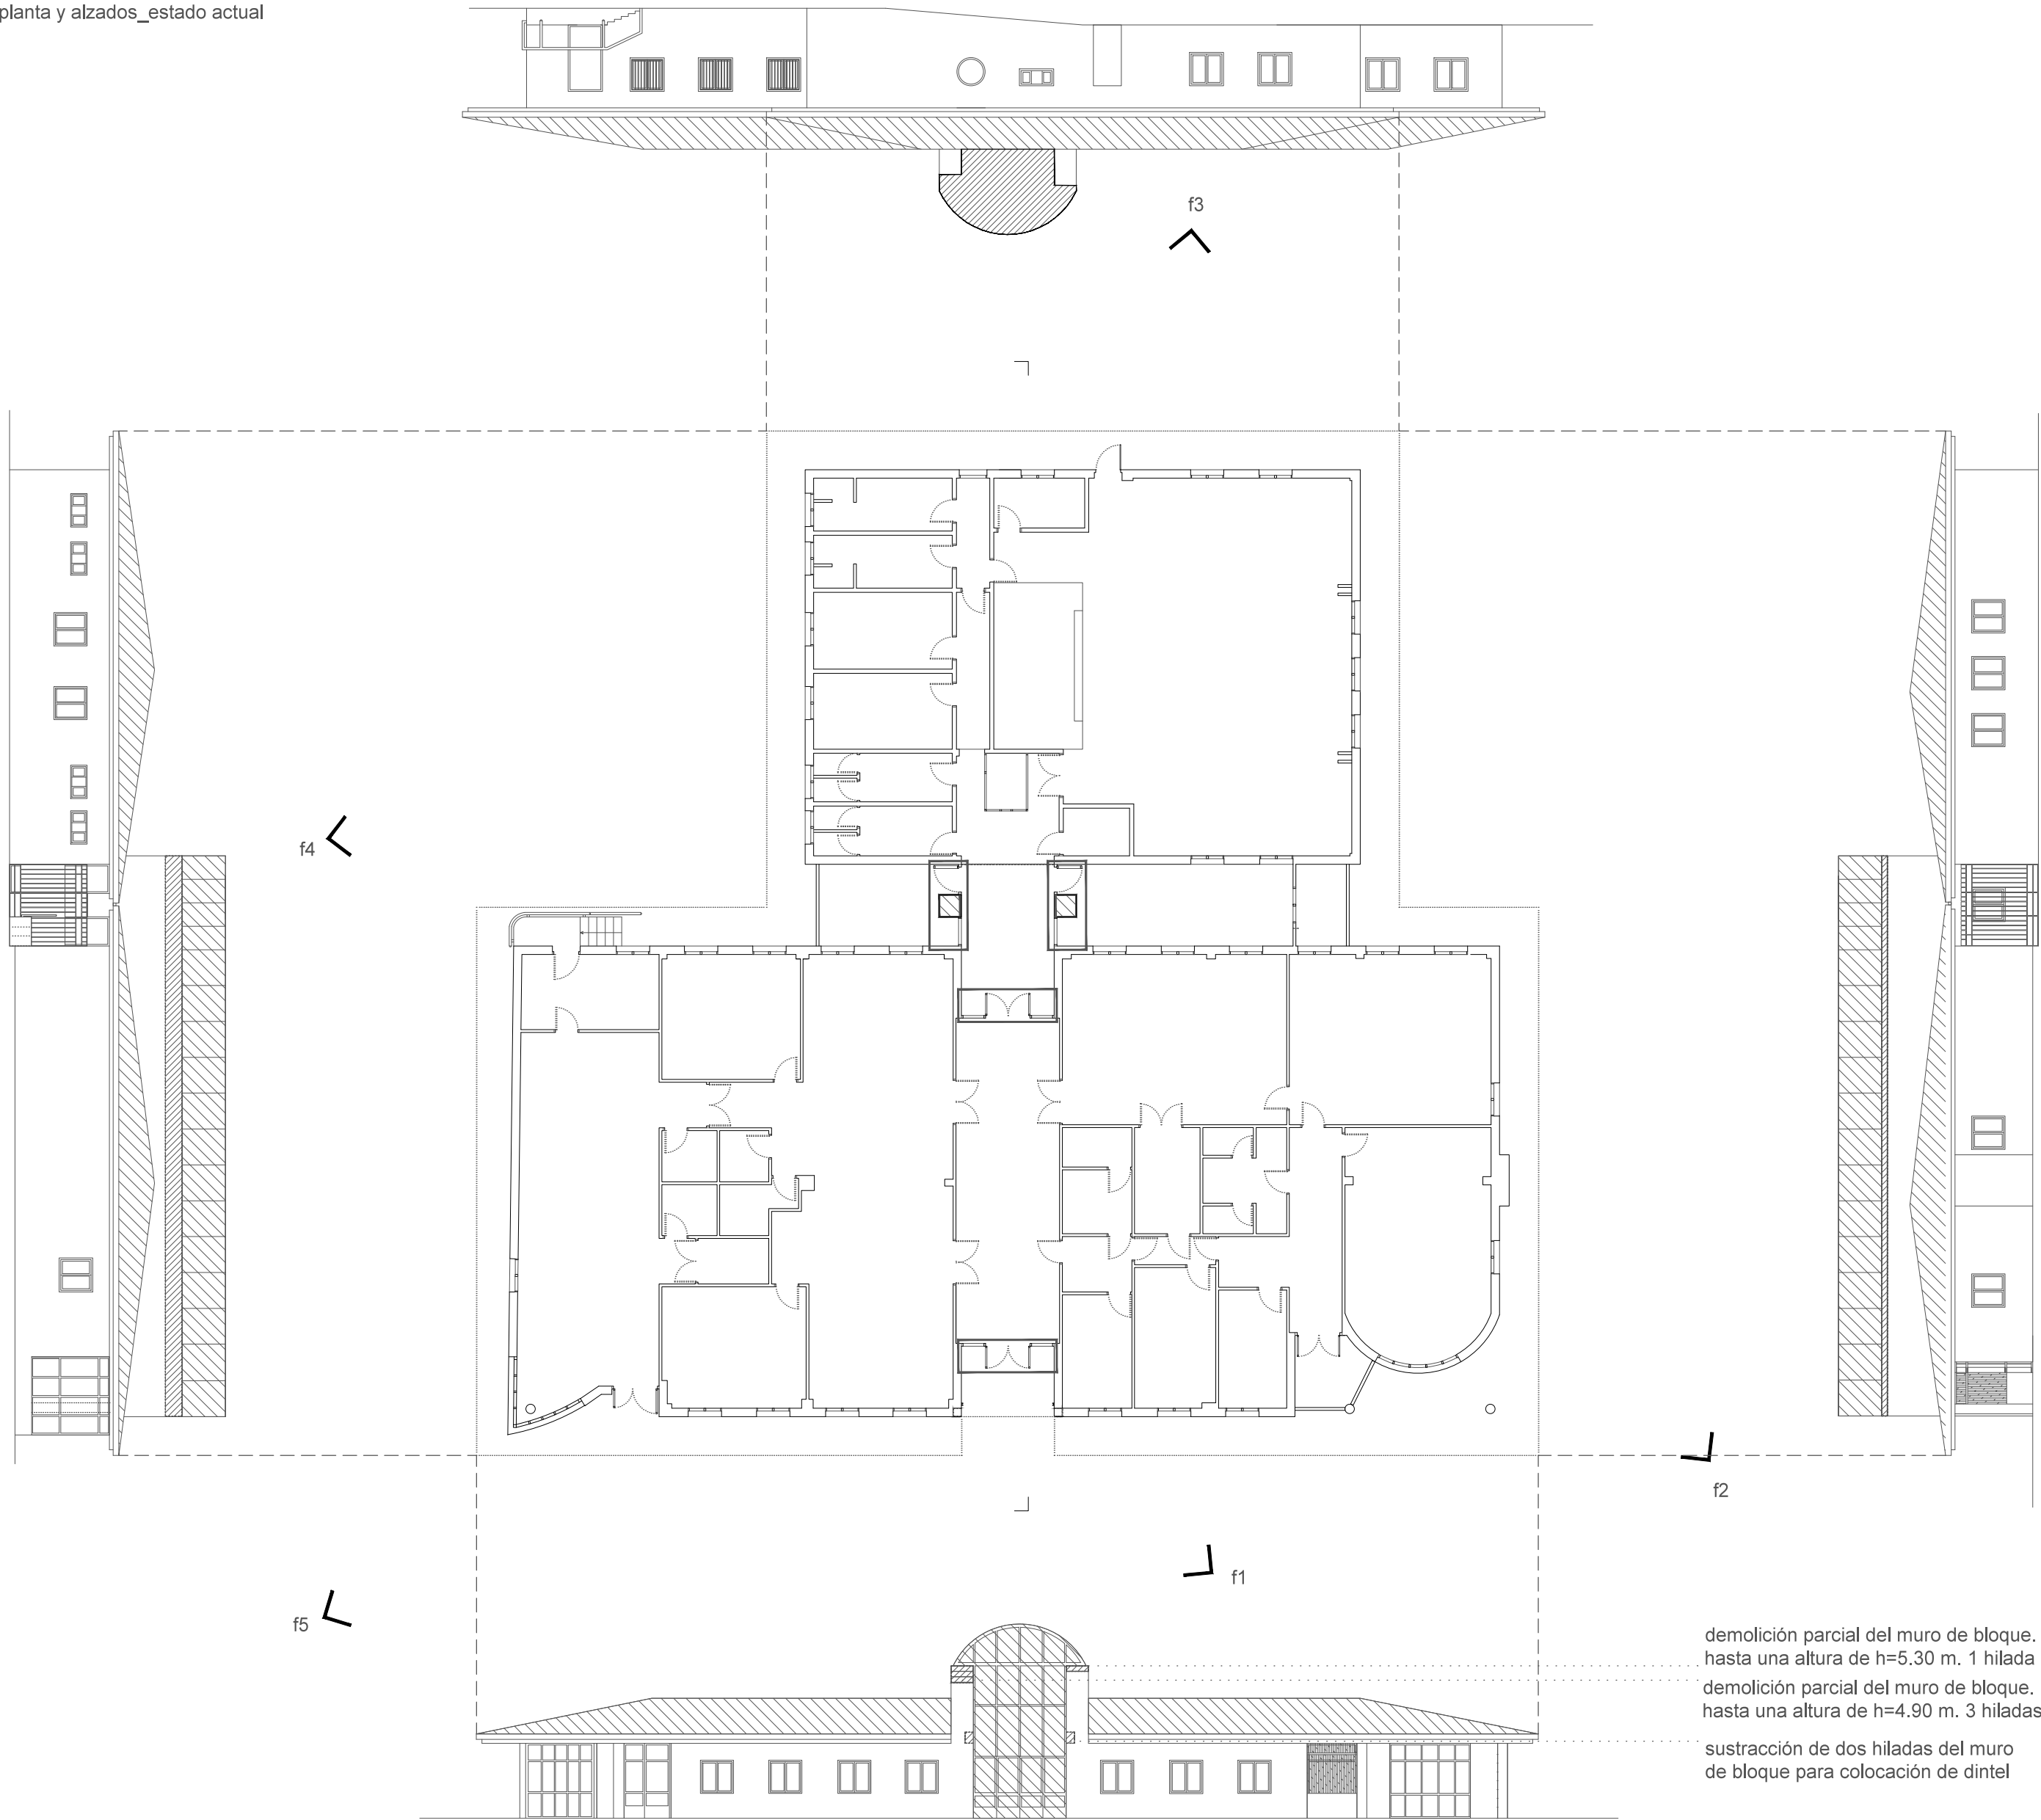 planta y alzados_estado actual
f3
f4
f2
f1
f5
demolición parcial del muro de bloque.
hasta una altura de h=5.30 m. 1 hilada
demolición parcial del muro de bloque.
hasta una altura de h=4.90 m. 3 hiladas
sustracción de dos hiladas del muro
de bloque para colocación de dintel